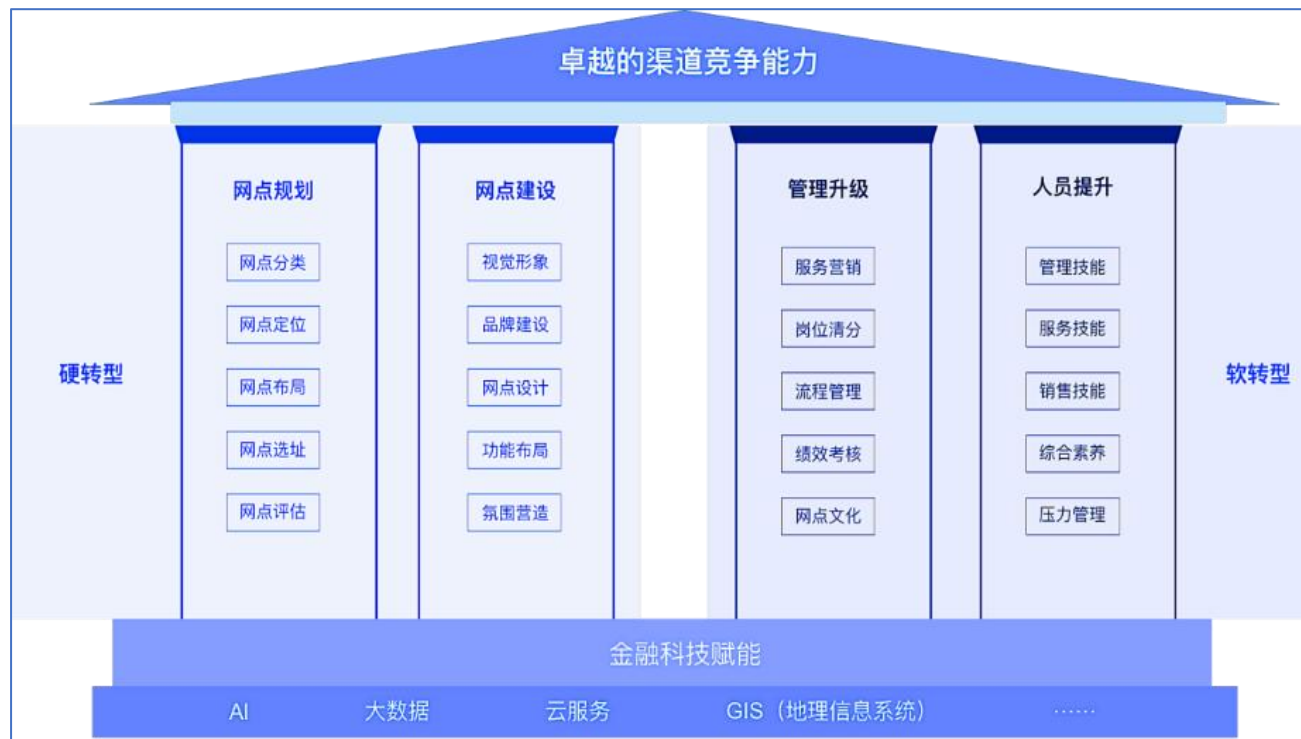 卓越的渠道竞争能力
硬转型
网点规划
网点分类
网点定位
网点布局
网点选址
网点评估
网点建设
视觉形象
品牌建设
网点设计
功能布局
氛围营造
管理升级
服务营销
岗位清分
流程管理
绩效考核
网点文化
人员提升
管理技能
服务技能
销售技能
综合素养
压力管理
软转型
金融科技赋能
AI 大数据 云服务 GIS（地理信息系统） ……